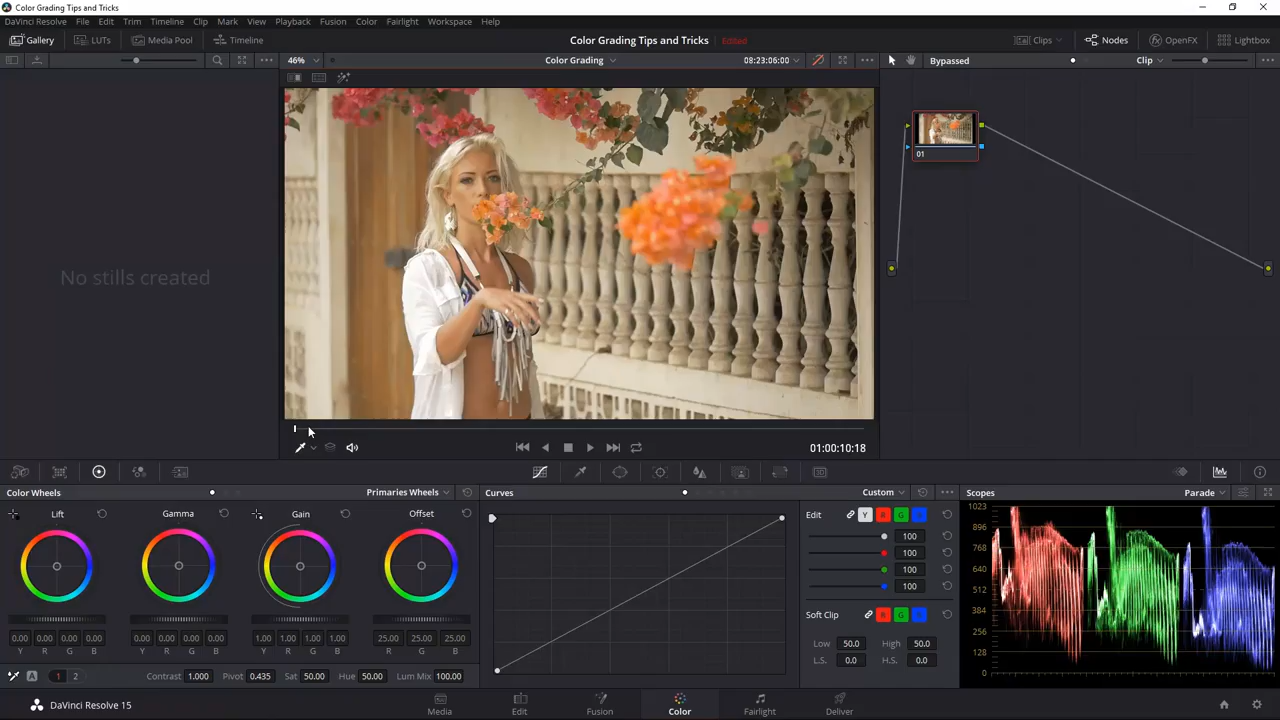 Color Grading Tips and Tricks
DaVinci Resolve File Edit Trim Timeline Clip Mark View Playback Fusion Color Fairlight Workspace Help
Gallery LUTs Media Pool Timeline Color Grading Tips and Tricks Edited Clips Nodes OpenFX Lightbox
46% Color Grading 08:23:06:00 Bypassed Clip
01
No stills created
01:00:10:18
Color Wheels Primaries Wheels Curves Custom Scopes Parade
Lift Gamma Gain Offset Edit Y R G B 1023
896
100
768
100
640
100
512
100
384
Soft Clip R G B
256
0.00 0.00 0.00 0.00 0.00 0.00 0.00 0.00 1.00 1.00 1.00 1.00 25.00 25.00 25.00 Low 50.0 High 50.0
128
Y R G B Y R G B Y R G B R G B L.S. 0.0 H.S. 0.0
0
A 1 2 Contrast 1.000 Pivot 0.435 Sat 50.00 Hue 50.00 Lum Mix 100.00
DaVinci Resolve 15 Media Edit Fusion Color Fairlight Deliver